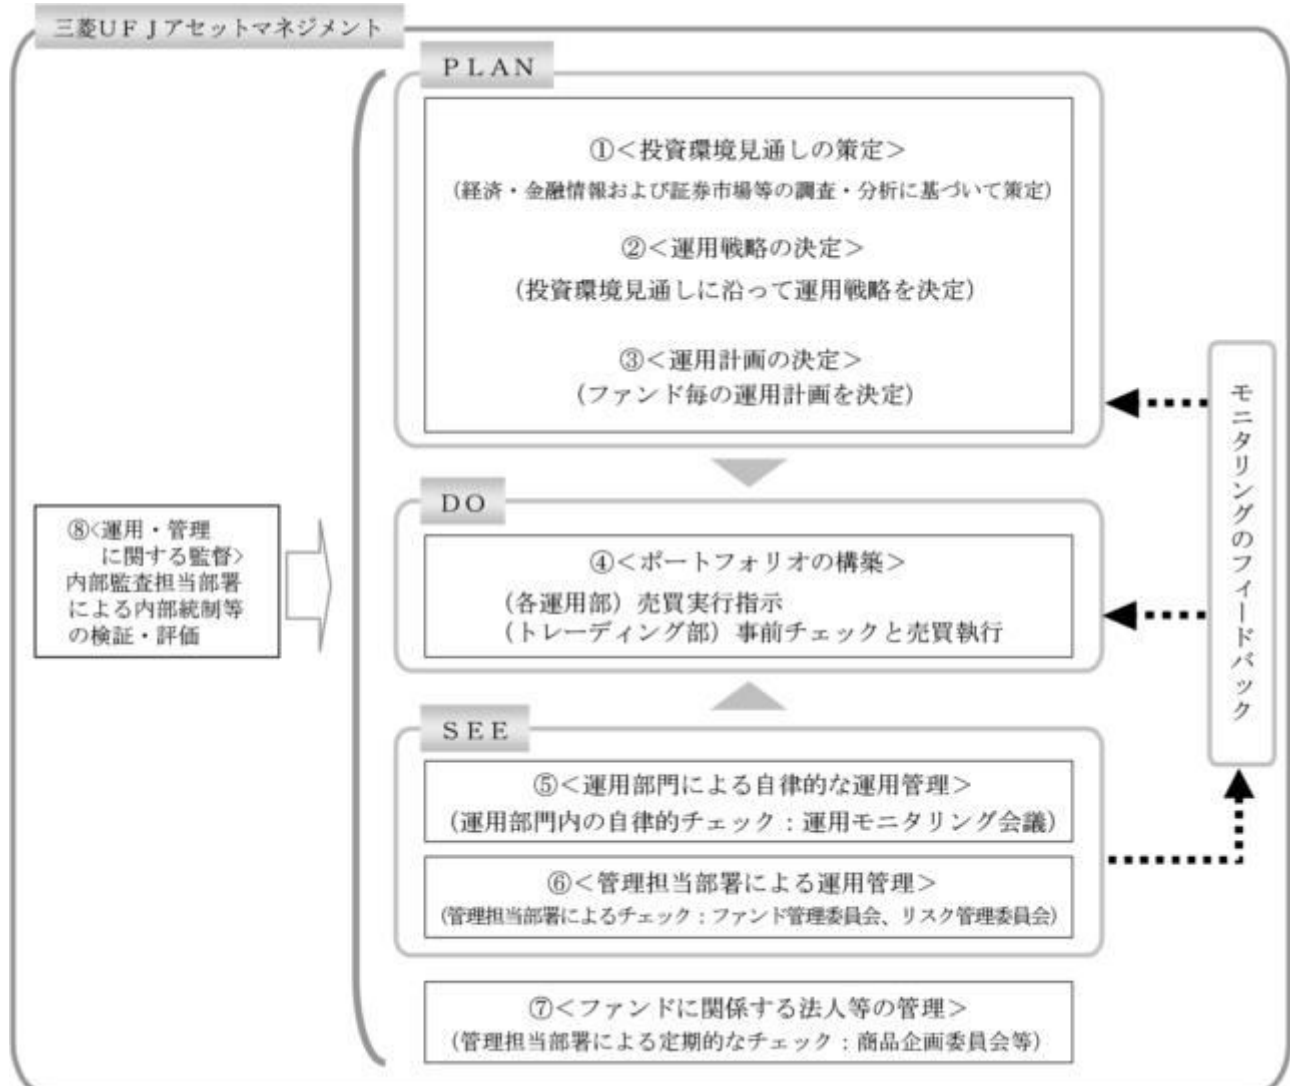 三菱ＵＦＪアセットマネジメント
ＰＬＡＮ
①＜投資環境見通しの策定＞
（経済・金融情報および証券市場等の調査・分析に基づいて策定）
②＜運用戦略の決定＞
（投資環境見通しに沿って運用戦略を決定）
③＜運用計画の決定＞
（ファンド毎の運用計画を決定）
ＤＯ
④＜ポートフォリオの構築＞
（各運用部）売買実行指示
（トレーディング部）事前チェックと売買執行
ＳＥＥ
⑤＜運用部門による自律的な運用管理＞
（運用部門内の自律的チェック：運用モニタリング会議）
⑥＜管理担当部署による運用管理＞
（管理担当部署によるチェック：ファンド管理委員会、リスク管理委員会）
⑦＜ファンドに関係する法人等の管理＞
（管理担当部署による定期的なチェック：商品企画委員会等）
⑧<運用・管理
に関する監督>
内部監査担当部署
による内部統制等
の検証・評価
モニタリングのフィードバック